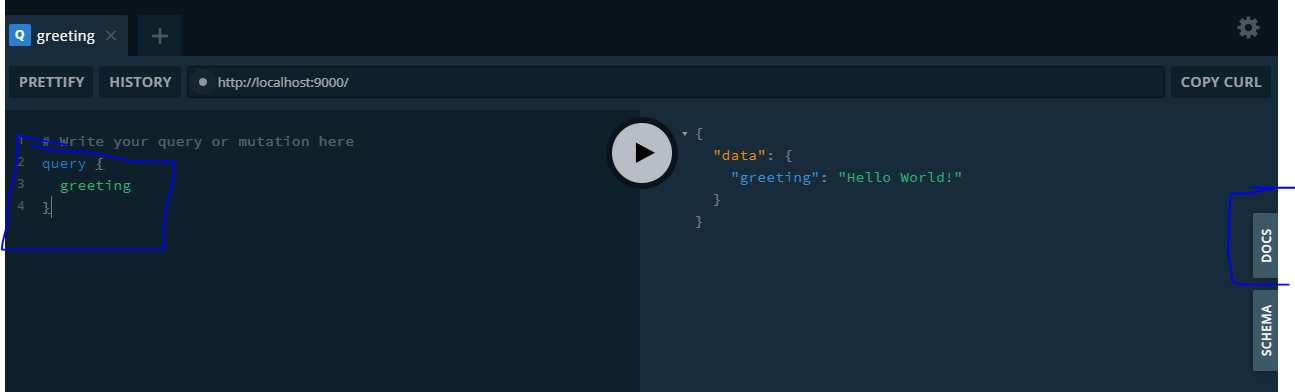 Q greeting ×
+
PRETTIFY HISTORY http://localhost:9000/ COPY CURL
1 # Write your query or mutation here
2 query {
3 greeting
4 }
{
"data": {
"greeting": "Hello World!"
}
}
DOCS
SCHEMA